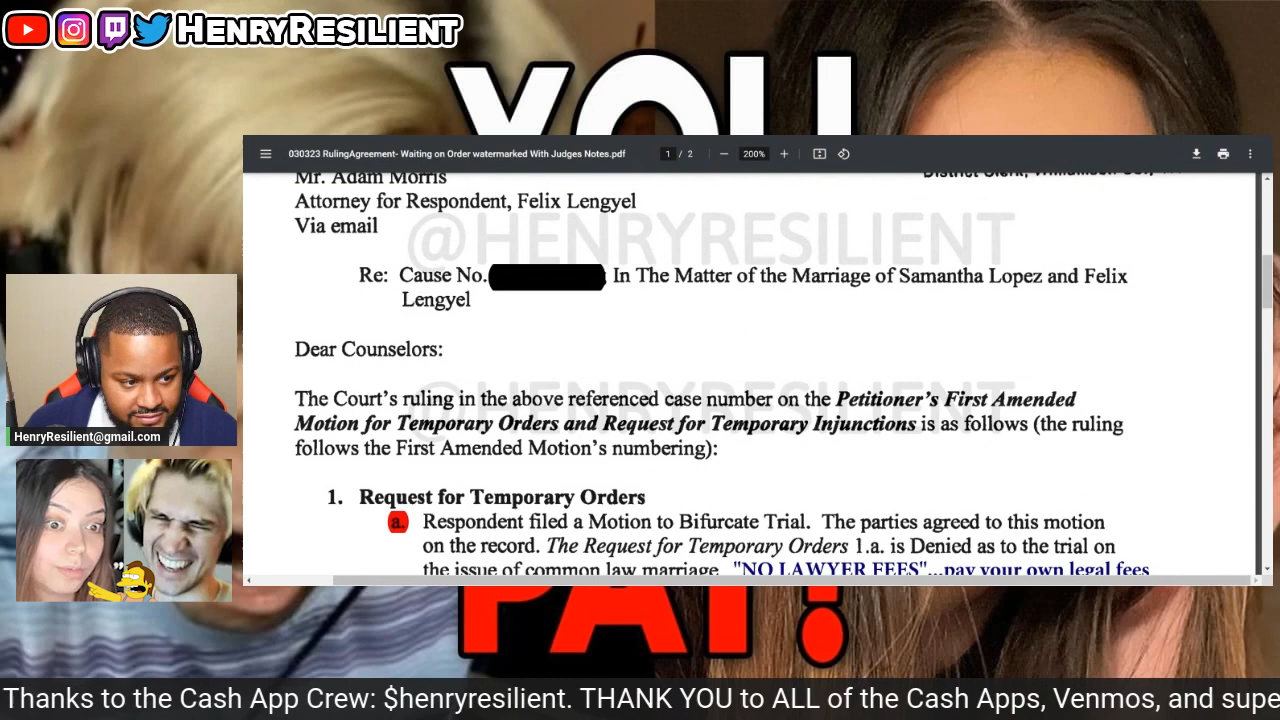 HENRYRESILIENT
YOU
030323 RulingAgreement- Waiting on Order watermarked With Judges Notes.pdf
1 / 2
200%
Mr. Adam Morris
Attorney for Respondent, Felix Lengyel
Via email
@HENRYRESILIENT
Re: Cause No. In The Matter of the Marriage of Samantha Lopez and Felix
Lengyel
Dear Counselors:
@HENRYRESILIENT
The Court's ruling in the above referenced case number on the Petitioner's First Amended
Motion for Temporary Orders and Request for Temporary Injunctions is as follows (the ruling
follows the First Amended Motion's numbering):
1. Request for Temporary Orders
a. Respondent filed a Motion to Bifurcate Trial. The parties agreed to this motion
on the record. The Request for Temporary Orders 1.a. is Denied as to the trial on
the issue of common law marriage. "NO LAWYER FEES"...pay your own legal fees
HenryResilient@gmail.com
PAY!
Thanks to the Cash App Crew: $henryresilient. THANK YOU to ALL of the Cash Apps, Venmos, and supe